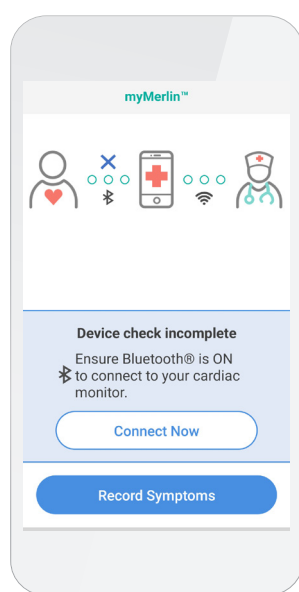 myMerlin™
Device check incomplete
Ensure Bluetooth® is ON
to connect to your cardiac
monitor.
Connect Now
Record Symptoms